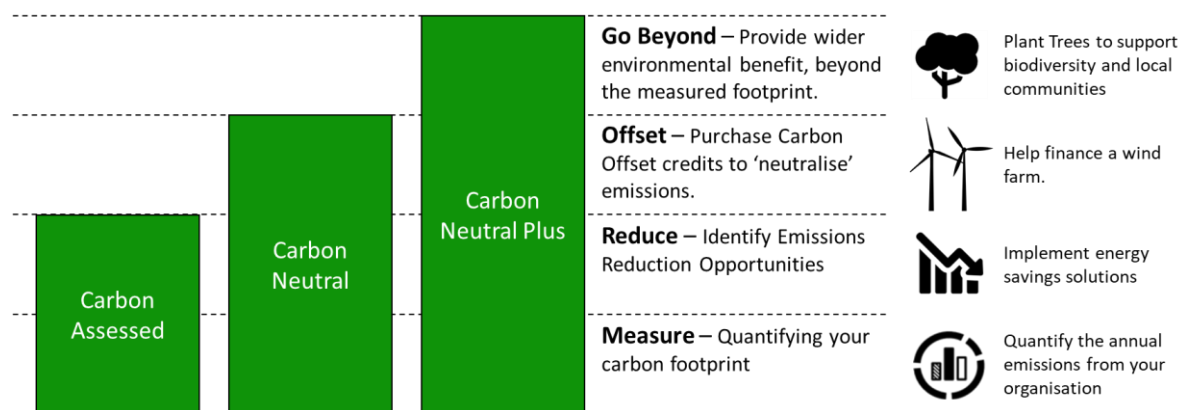 Carbon
Assessed
Carbon
Neutral
Carbon
Neutral Plus
Go Beyond – Provide wider
environmental benefit, beyond
the measured footprint.
Offset – Purchase Carbon
Offset credits to ‘neutralise’
emissions.
Reduce – Identify Emissions
Reduction Opportunities
Measure – Quantifying your
carbon footprint
Plant Trees to support
biodiversity and local
communities
Help finance a wind
farm.
Implement energy
savings solutions
Quantify the annual
emissions from your
organisation